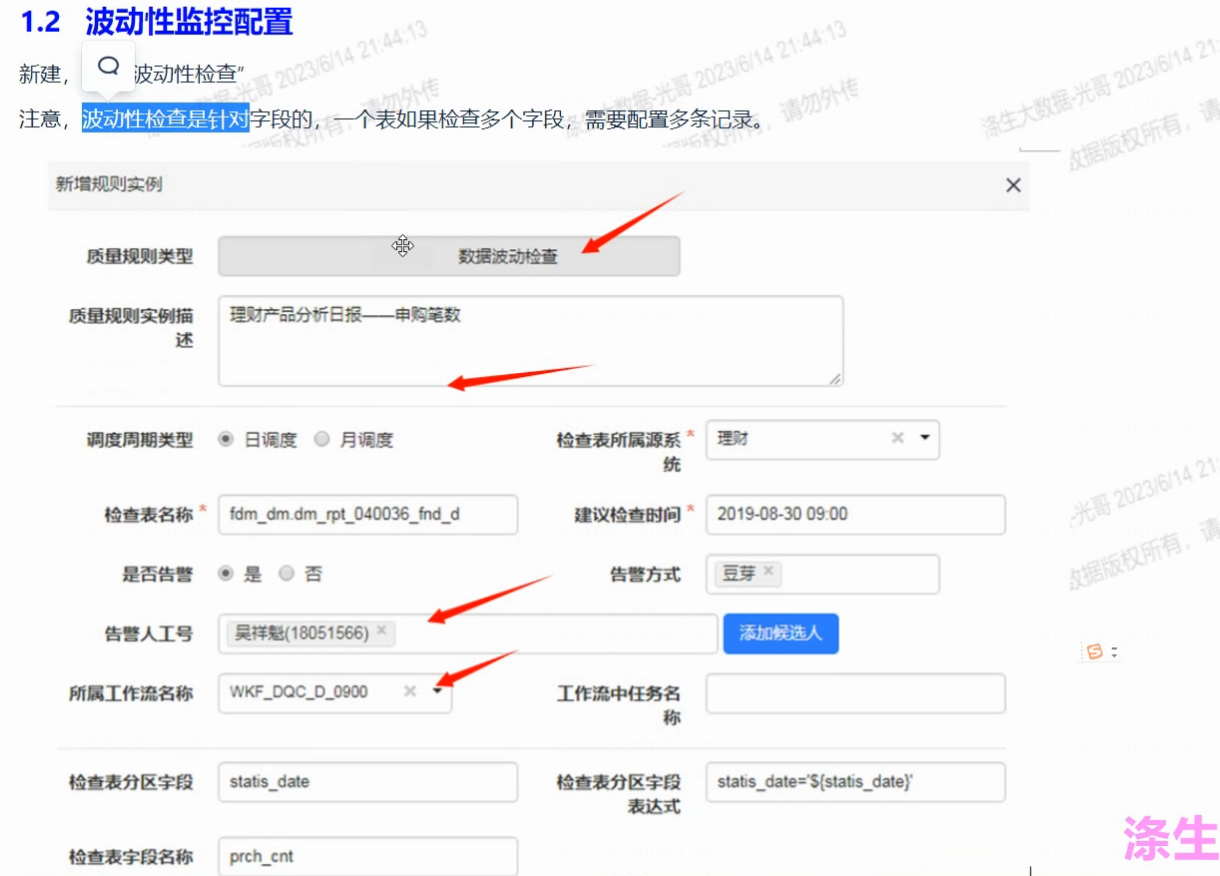 1.2 波动性监控配置
新建，波动性检查”
注意，波动性检查是针对字段的，一个表如果检查多个字段，需要配置多条记录。
涤生大数据-光哥 2023/6/14 21:44:13
数据版权所有，请勿外传
新增规则实例
质量规则类型 数据波动检查
质量规则实例描述 理财产品分析日报——申购笔数
调度周期类型 日调度 月调度 检查表所属源系统* 理财
检查表名称* fdm_dm.dm_rpt_040036_fnd_d 建议检查时间* 2019-08-30 09:00
是否告警 是 否 告警方式 豆芽
告警人工号 吴祥魁(18051566) 添加候选人
所属工作流名称 WKF_DQC_D_0900 工作流中任务名称
检查表分区字段 statis_date 检查表分区字段表达式 statis_date='${statis_date}'
检查表字段名称 prch_cnt
涤生